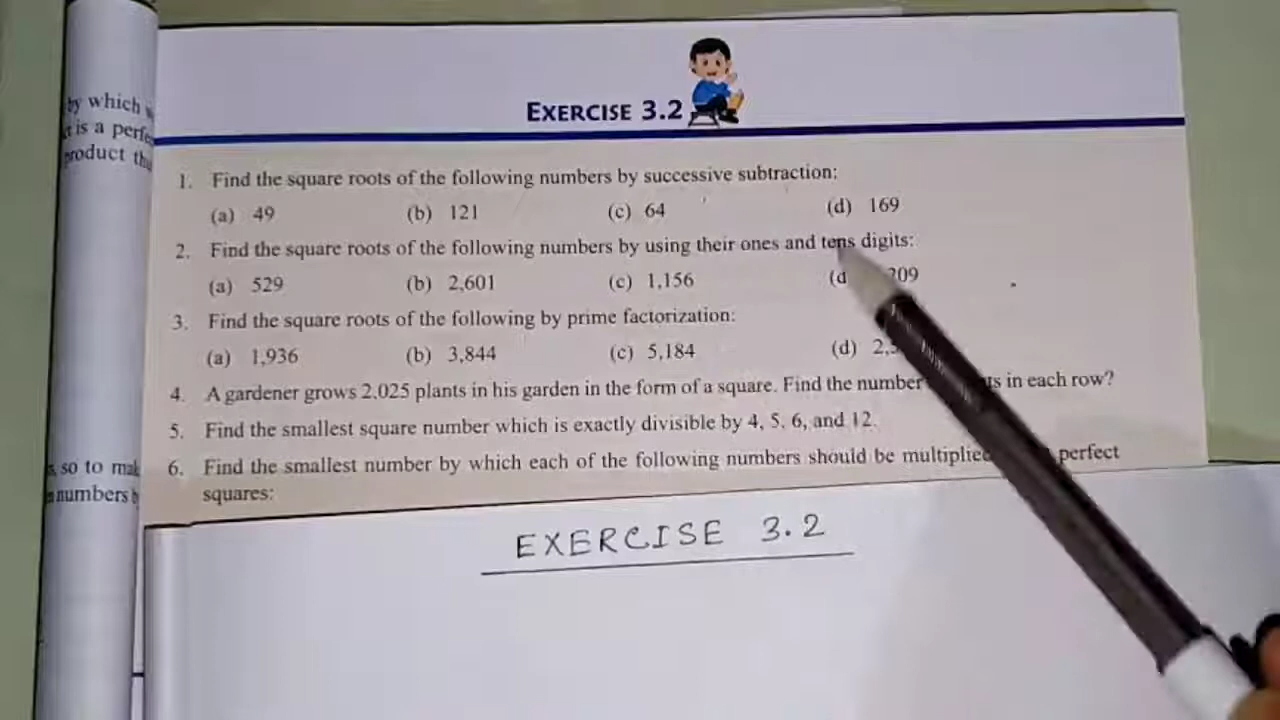 by which
is a perfe
product th
so to mak
numbers b
EXERCISE 3.2
1. Find the square roots of the following numbers by successive subtraction:
(a) 49 (b) 121 (c) 64 (d) 169
2. Find the square roots of the following numbers by using their ones and tens digits:
(a) 529 (b) 2,601 (c) 1,156 (d 209
3. Find the square roots of the following by prime factorization:
(a) 1,936 (b) 3,844 (c) 5,184 (d) 2,
4. A gardener grows 2,025 plants in his garden in the form of a square. Find the number in each row?
5. Find the smallest square number which is exactly divisible by 4, 5, 6, and 12.
6. Find the smallest number by which each of the following numbers should be multiplied perfect
squares:
EXERCISE 3.2